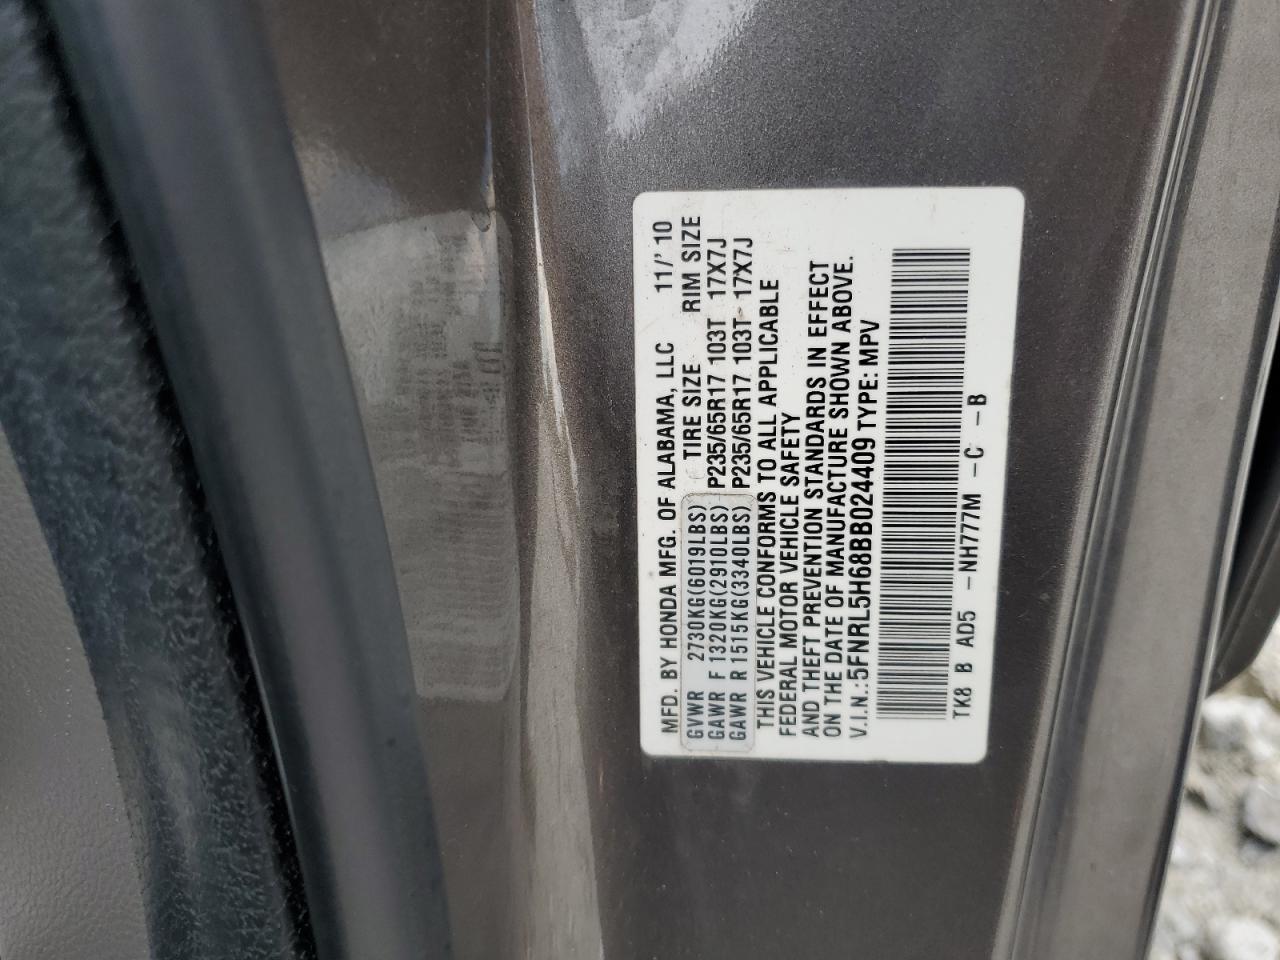 MFD. BY HONDA MFG. OF ALABAMA, LLC 11/' 10
TIRE SIZE RIM SIZE
GVWR 2730KG(6019LBS)
GAWR F 1320KG(2910LBS) P235/65R17 103T 17X7J
GAWR R 1515KG(3340LBS) P235/65R17 103T 17X7J
THIS VEHICLE CONFORMS TO ALL APPLICABLE
FEDERAL MOTOR VEHICLE SAFETY
AND THEFT PREVENTION STANDARDS IN EFFECT
ON THE DATE OF MANUFACTURE SHOWN ABOVE.
V.I.N.:5FNRL5H68BB024409 TYPE: MPV
TK8 B AD5 -NH777M -C -B